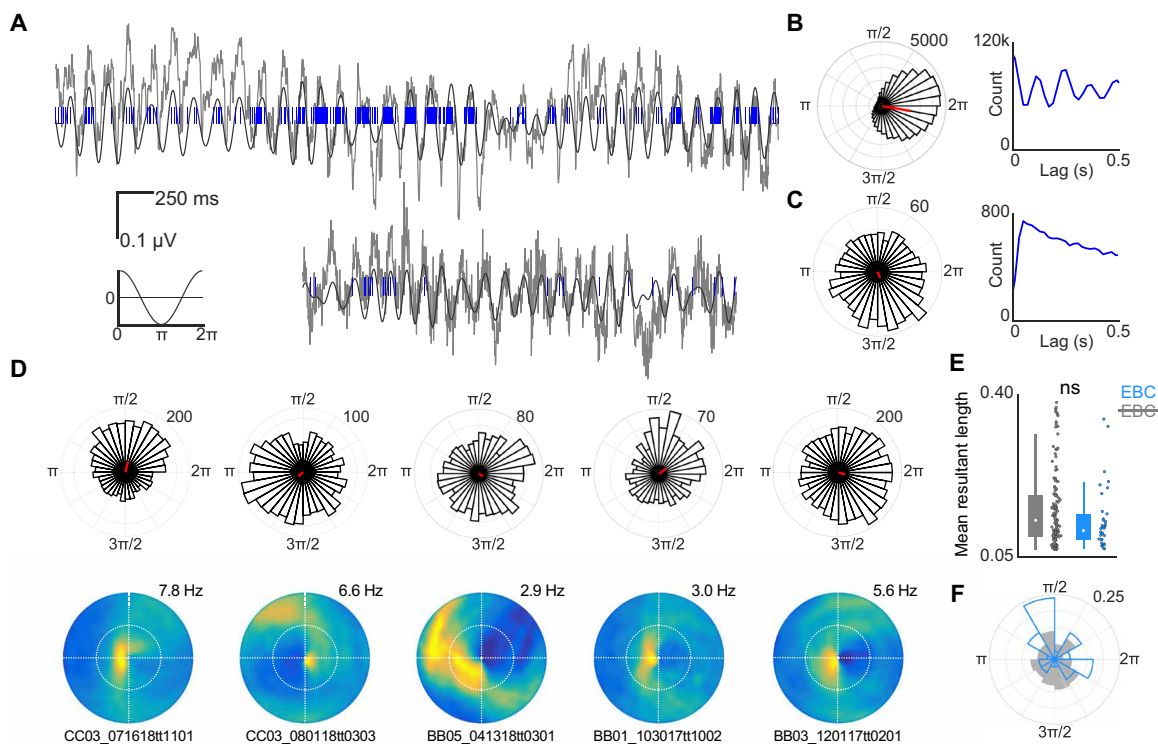 A
250 ms
0.1 µV
0
0 π 2π
B
π/2
5000
π
2π
3π/2
120k
Count
0
0 0.5
Lag (s)
C
π/2
60
π
2π
3π/2
800
Count
0
0 0.5
Lag (s)
D
π/2
200
π
2π
3π/2
π/2
100
π
2π
3π/2
π/2
80
π
2π
3π/2
π/2
70
π
2π
3π/2
π/2
200
π
2π
3π/2
7.8 Hz
6.6 Hz
2.9 Hz
3.0 Hz
5.6 Hz
CC03_071618tt1101
CC03_080118tt0303
BB05_041318tt0301
BB01_103017tt1002
BB03_120117tt0201
E
0.40
ns
EBC
EBC
Mean resultant length
0.05
F
π/2
0.25
π
2π
3π/2